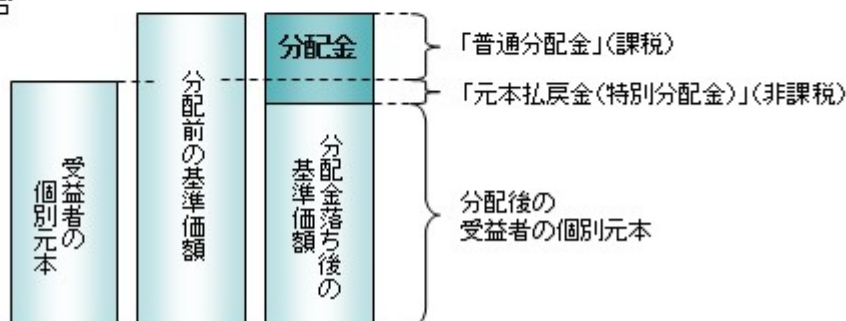 受益者の
個別元本
分配前の基準価額
分配金
分配金落ち後の
基準価額
「普通分配金」(課税)
「元本払戻金(特別分配金)」(非課税)
分配後の
受益者の個別元本